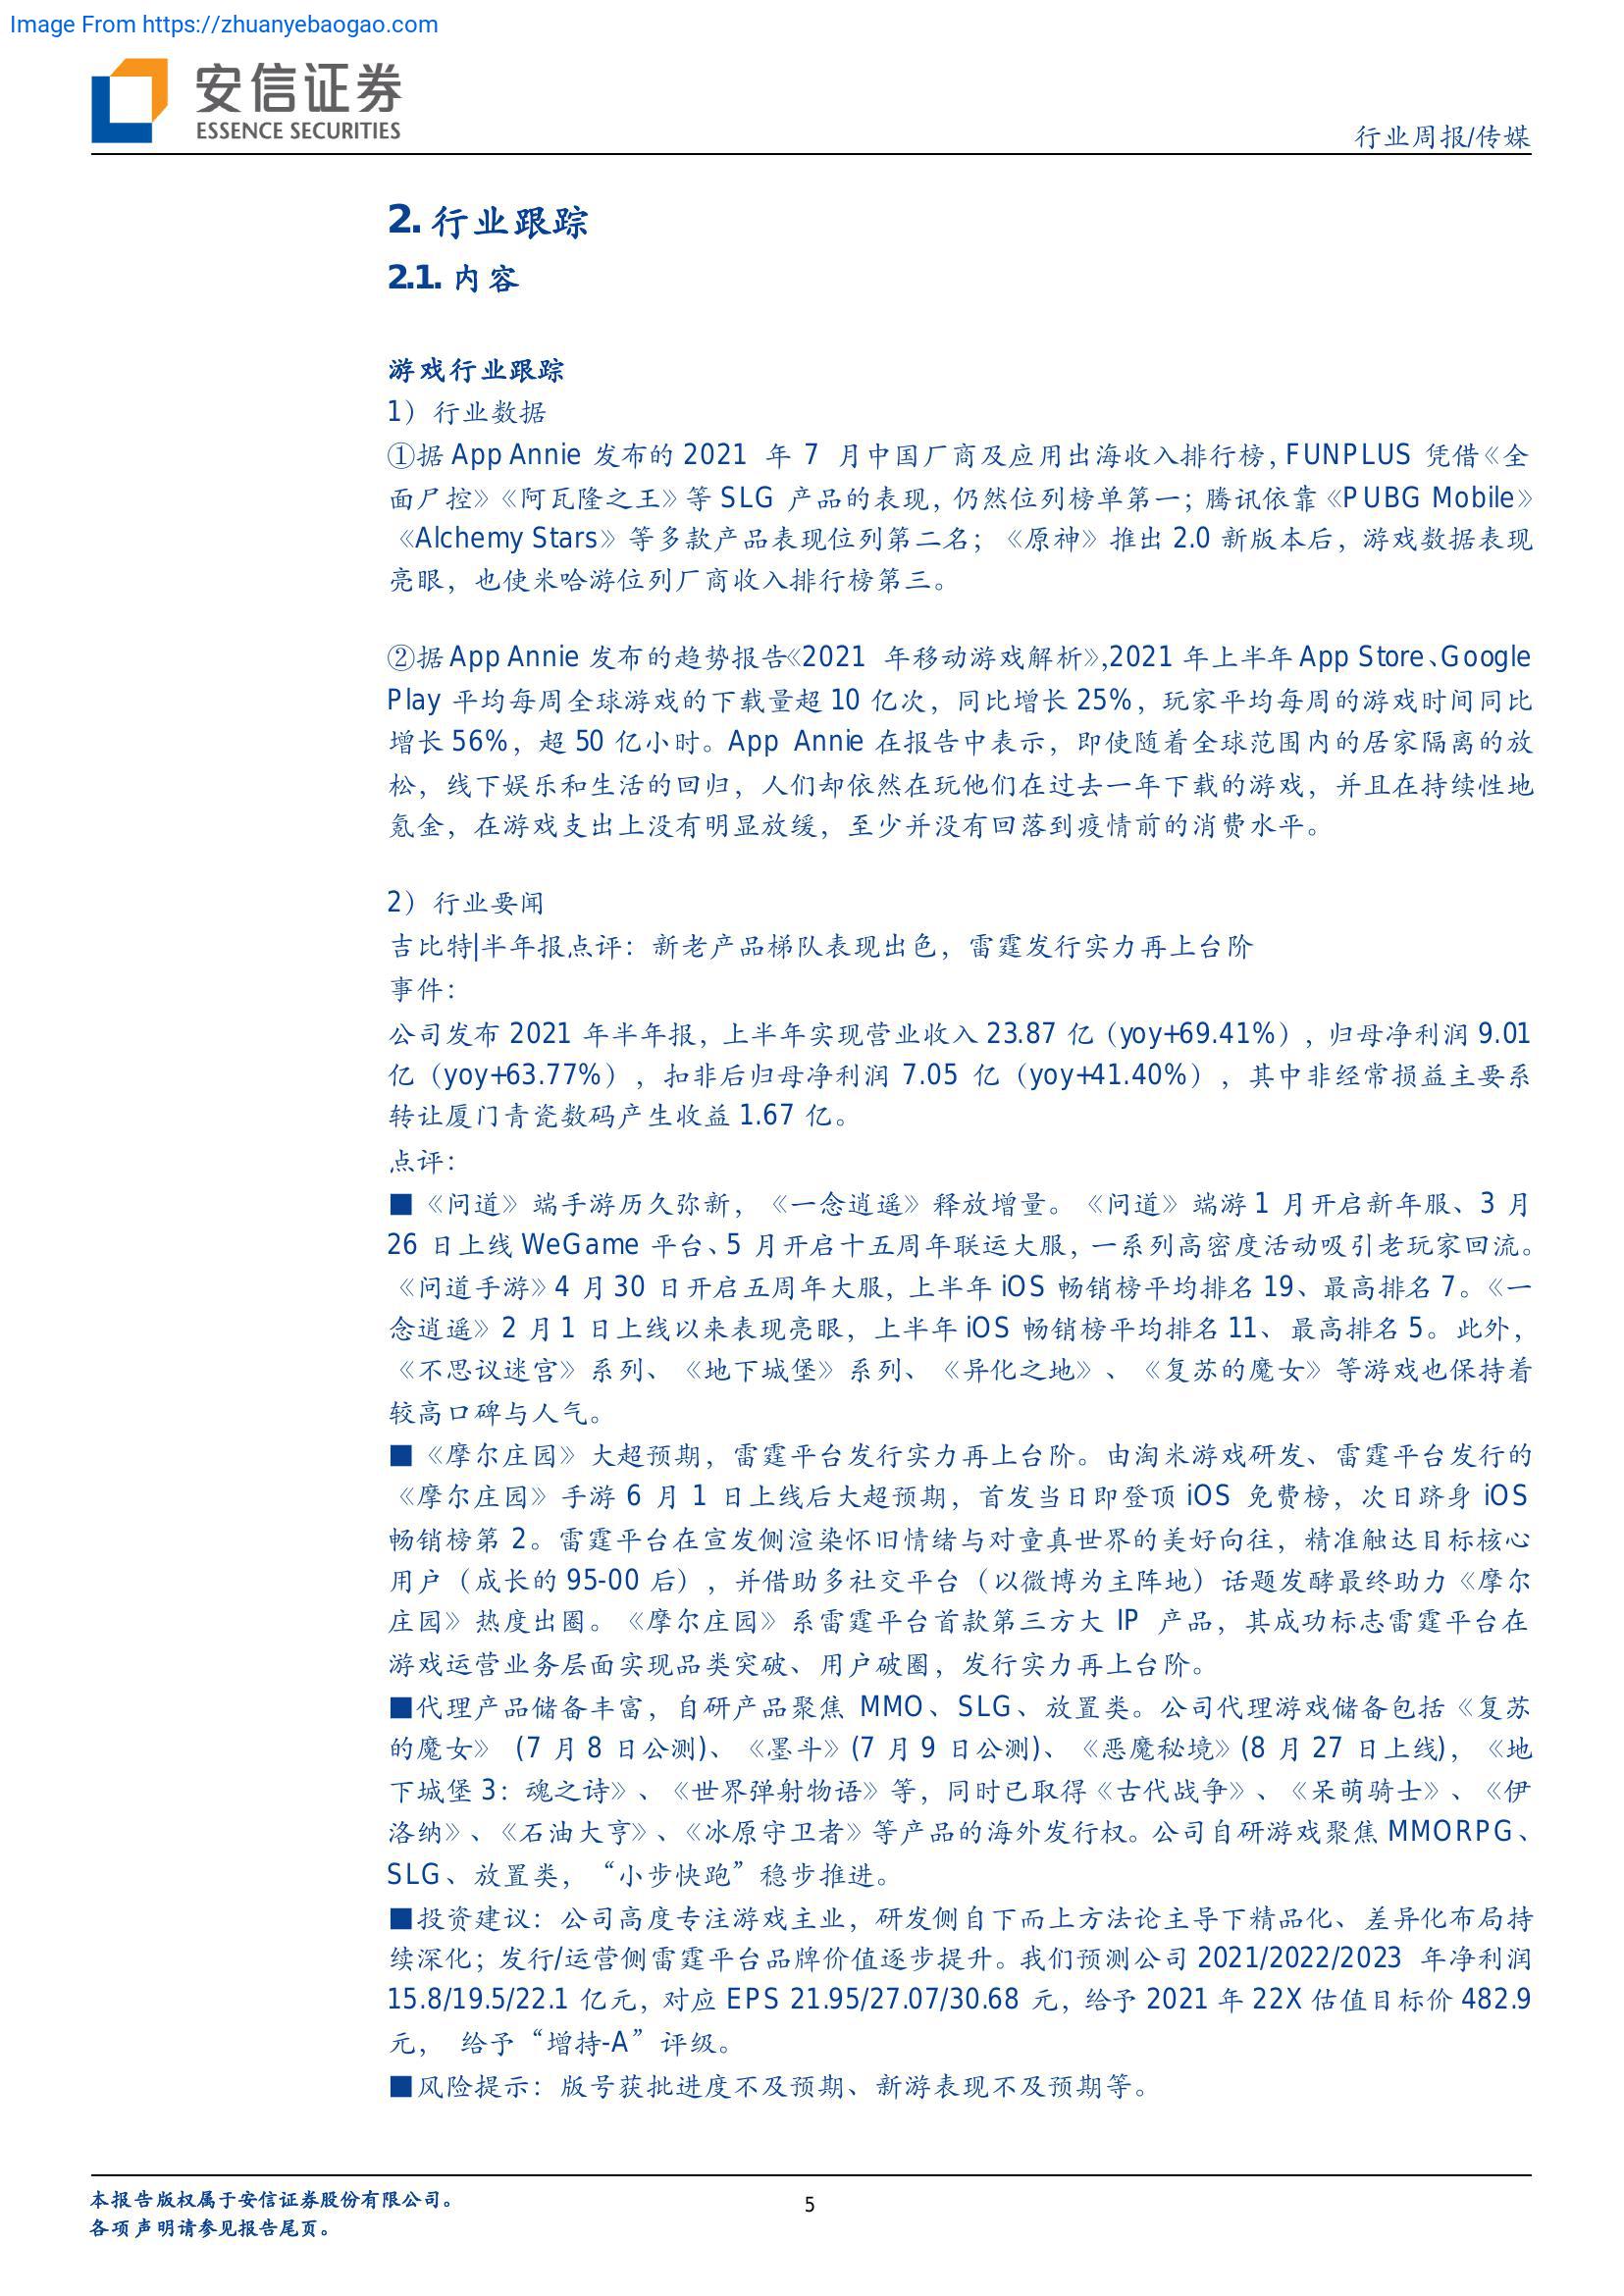 Image From https://zhuanyebaogao.com
安信证券
ESSENCE SECURITIES
行业周报/传媒
2. 行业跟踪
2.1. 内容
游戏行业跟踪
1）行业数据
①据 App Annie 发布的 2021 年 7 月中国厂商及应用出海收入排行榜，FUNPLUS 凭借《全
面尸控》《阿瓦隆之王》等 SLG 产品的表现，仍然位列榜单第一；腾讯依靠《PUBG Mobile》
《Alchemy Stars》等多款产品表现位列第二名；《原神》推出 2.0 新版本后，游戏数据表现
亮眼，也使米哈游位列厂商收入排行榜第三。
②据 App Annie 发布的趋势报告《2021 年移动游戏解析》,2021 年上半年 App Store、Google
Play 平均每周全球游戏的下载量超 10 亿次，同比增长 25%，玩家平均每周的游戏时间同比
增长 56%，超 50 亿小时。App Annie 在报告中表示，即使随着全球范围内的居家隔离的放
松，线下娱乐和生活的回归，人们却依然在玩他们在过去一年下载的游戏，并且在持续性地
氪金，在游戏支出上没有明显放缓，至少并没有回落到疫情前的消费水平。
2）行业要闻
吉比特|半年报点评：新老产品梯队表现出色，雷霆发行实力再上台阶
事件：
公司发布 2021 年半年报，上半年实现营业收入 23.87 亿（yoy+69.41%），归母净利润 9.01
亿（yoy+63.77%），扣非后归母净利润 7.05 亿（yoy+41.40%），其中非经常损益主要系
转让厦门青瓷数码产生收益 1.67 亿。
点评：
■《问道》端手游历久弥新，《一念逍遥》释放增量。《问道》端游 1 月开启新年服、3 月
26 日上线 WeGame 平台、5 月开启十五周年联运大服，一系列高密度活动吸引老玩家回流。
《问道手游》4 月 30 日开启五周年大服，上半年 iOS 畅销榜平均排名 19、最高排名 7。《一
念逍遥》2 月 1 日上线以来表现亮眼，上半年 iOS 畅销榜平均排名 11、最高排名 5。此外，
《不思议迷宫》系列、《地下城堡》系列、《异化之地》、《复苏的魔女》等游戏也保持着
较高口碑与人气。
■《摩尔庄园》大超预期，雷霆平台发行实力再上台阶。由淘米游戏研发、雷霆平台发行的
《摩尔庄园》手游 6 月 1 日上线后大超预期，首发当日即登顶 iOS 免费榜，次日跻身 iOS
畅销榜第 2。雷霆平台在宣发侧渲染怀旧情绪与对童真世界的美好向往，精准触达目标核心
用户（成长的 95-00 后），并借助多社交平台（以微博为主阵地）话题发酵最终助力《摩尔
庄园》热度出圈。《摩尔庄园》系雷霆平台首款第三方大 IP 产品，其成功标志雷霆平台在
游戏运营业务层面实现品类突破、用户破圈，发行实力再上台阶。
■代理产品储备丰富，自研产品聚焦 MMO、SLG、放置类。公司代理游戏储备包括《复苏
的魔女》 (7 月 8 日公测)、《墨斗》(7 月 9 日公测)、《恶魔秘境》(8 月 27 日上线)，《地
下城堡 3：魂之诗》、《世界弹射物语》等，同时已取得《古代战争》、《呆萌骑士》、《伊
洛纳》、《石油大亨》、《冰原守卫者》等产品的海外发行权。公司自研游戏聚焦 MMORPG、
SLG、放置类，“小步快跑”稳步推进。
■投资建议：公司高度专注游戏主业，研发侧自下而上方法论主导下精品化、差异化布局持
续深化；发行/运营侧雷霆平台品牌价值逐步提升。我们预测公司 2021/2022/2023 年净利润
15.8/19.5/22.1 亿元，对应 EPS 21.95/27.07/30.68 元，给予 2021 年 22X 估值目标价 482.9
元， 给予“增持-A”评级。
■风险提示：版号获批进度不及预期、新游表现不及预期等。
本报告版权属于安信证券股份有限公司。
5
各项声明请参见报告尾页。